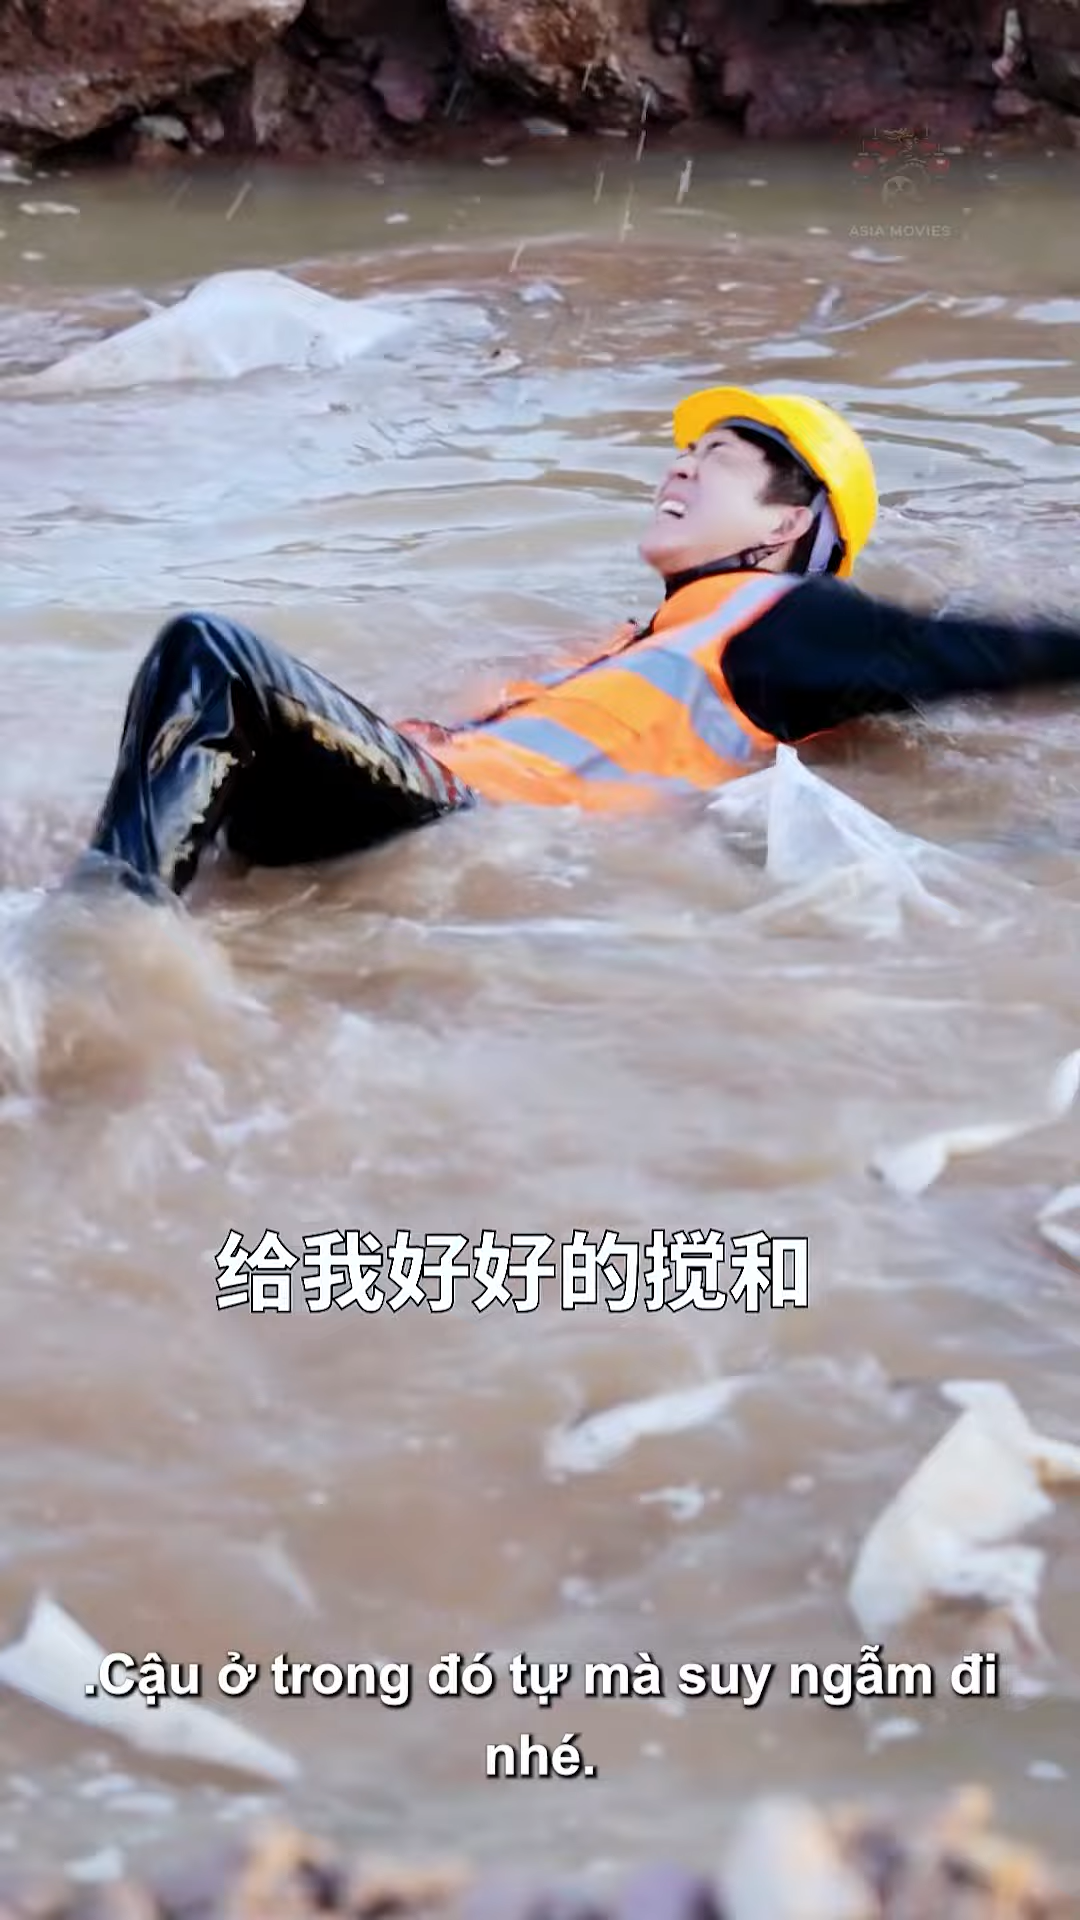 ASIA MOVIES
给我好好的搅和
.Cậu ở trong đó tự mà suy ngẫm đi
nhé.